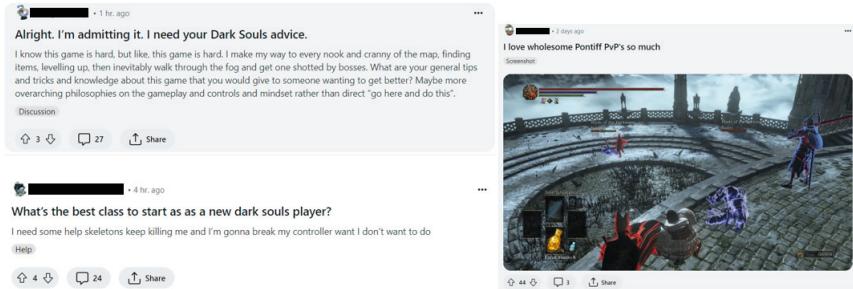 • 1 hr. ago
Alright. I'm admitting it. I need your Dark Souls advice.
I know this game is hard, but like, this game is hard. I make my way to every nook and cranny of the map, finding
items, levelling up, then inevitably walk through the fog and get one shotted by bosses. What are your general tips
and tricks and knowledge about this game that you would give to someone wanting to get better? Maybe more
overarching philosophies on the gameplay and controls and mindset rather than direct "go here and do this".
Discussion
3 27 Share
• 4 hr. ago
What's the best class to start as as a new dark souls player?
I need some help skeletons keep killing me and I'm gonna break my controller want I don't want to do
Help
4 24 Share
• 2 days ago
I love wholesome Pontiff PvP's so much
Screenshot
44 3 Share